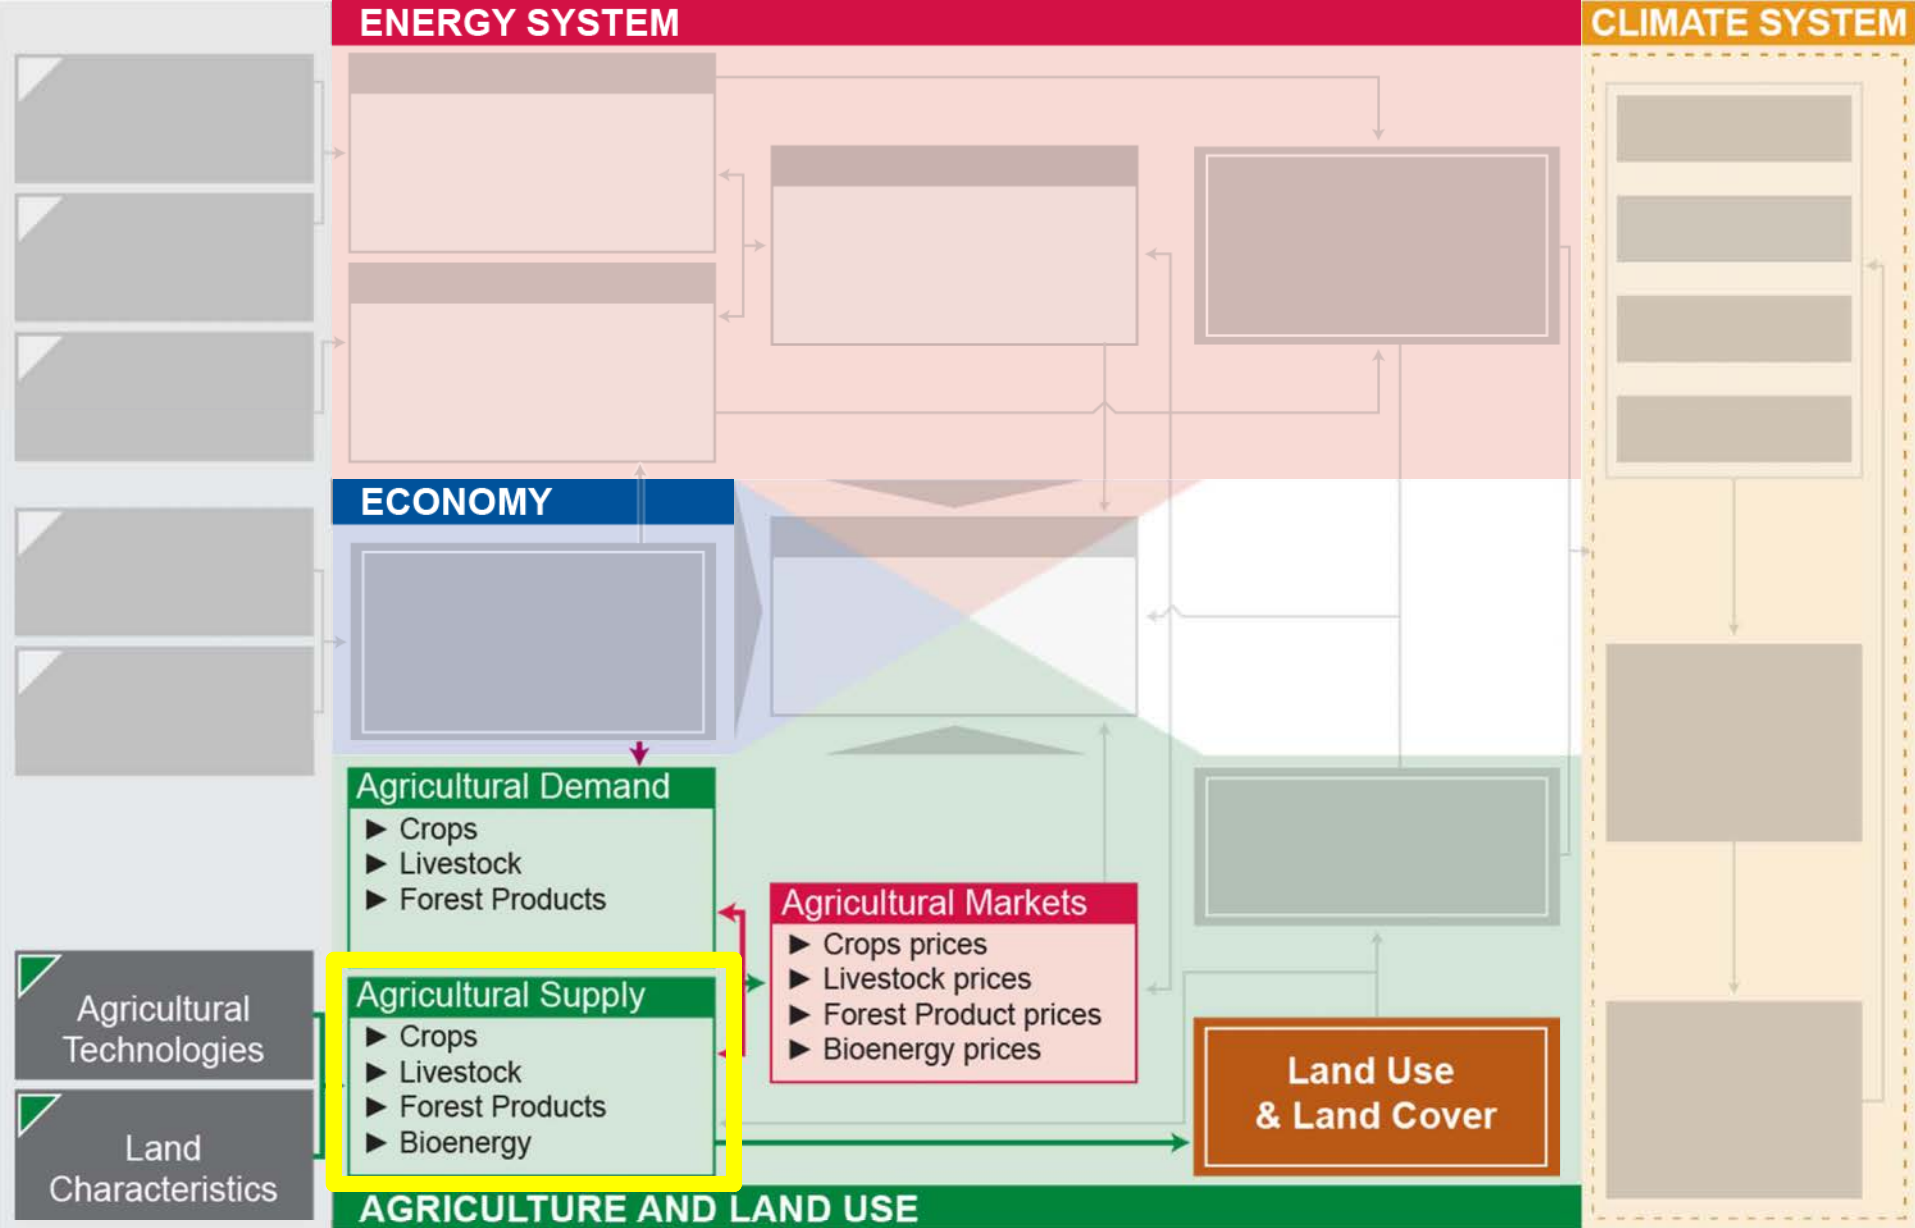 ENERGY SYSTEM
CLIMATE SYSTEM
ECONOMY
Agricultural Demand
► Crops
► Livestock
► Forest Products
Agricultural Markets
► Crops prices
► Livestock prices
► Forest Product prices
► Bioenergy prices
Agricultural
Technologies
Land
Characteristics
Agricultural Supply
► Crops
► Livestock
► Forest Products
► Bioenergy
Land Use
& Land Cover
AGRICULTURE AND LAND USE